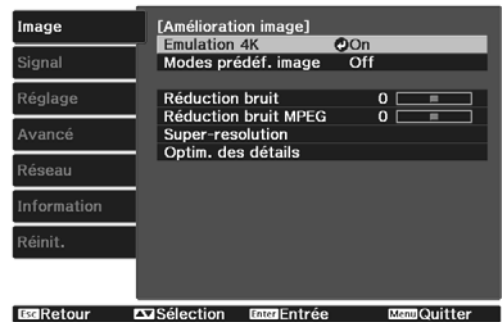 Image
Signal
Réglage
Avancé
Réseau
Information
Réinit.
[Amélioration image]
Emulation 4K On
Modes prédéf. image Off
Réduction bruit 0
Réduction bruit MPEG 0
Super-resolution
Optim. des détails
Esc Retour Sélection Enter Entrée Menu Quitter